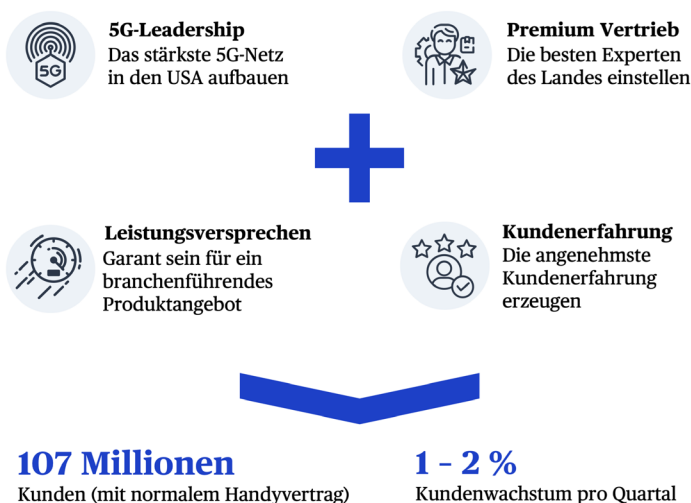 5G-Leadership
Das stärkste 5G-Netz
in den USA aufbauen
5G
Premium Vertrieb
Die besten Experten
des Landes einstellen
Leistungsversprechen
Garant sein für ein
branchenführendes
Produktangebot
Kundenerfahrung
Die angenehmste
Kundenerfahrung
erzeugen
107 Millionen
Kunden (mit normalem Handyvertrag)
1 - 2 %
Kundenwachstum pro Quartal